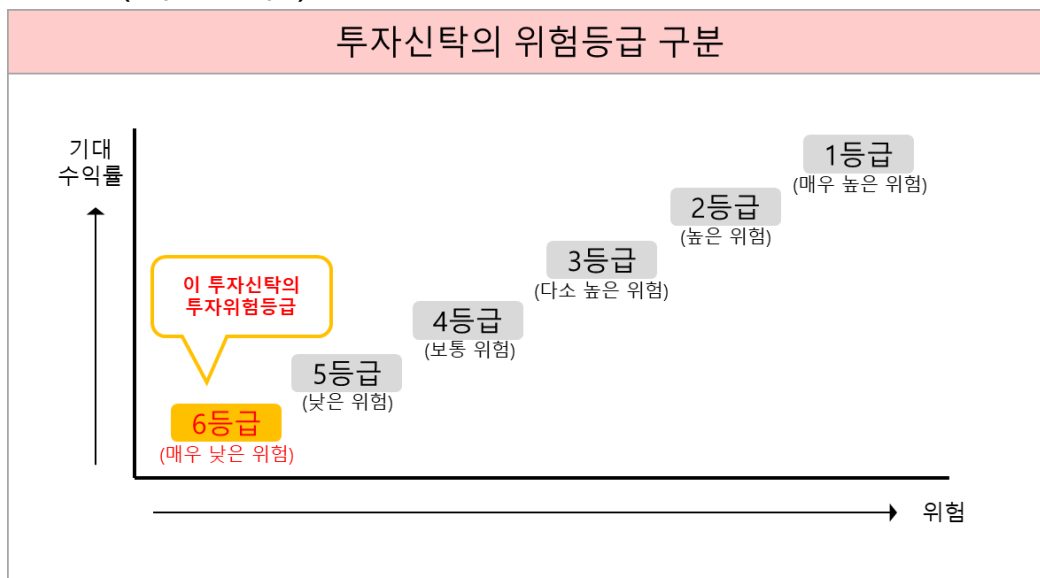 투자신탁의 위험등급 구분
기대
수익률
1등급
(매우 높은 위험)
2등급
(높은 위험)
3등급
(다소 높은 위험)
이 투자신탁의
투자위험등급
4등급
(보통 위험)
5등급
(낮은 위험)
6등급
(매우 낮은 위험)
위험